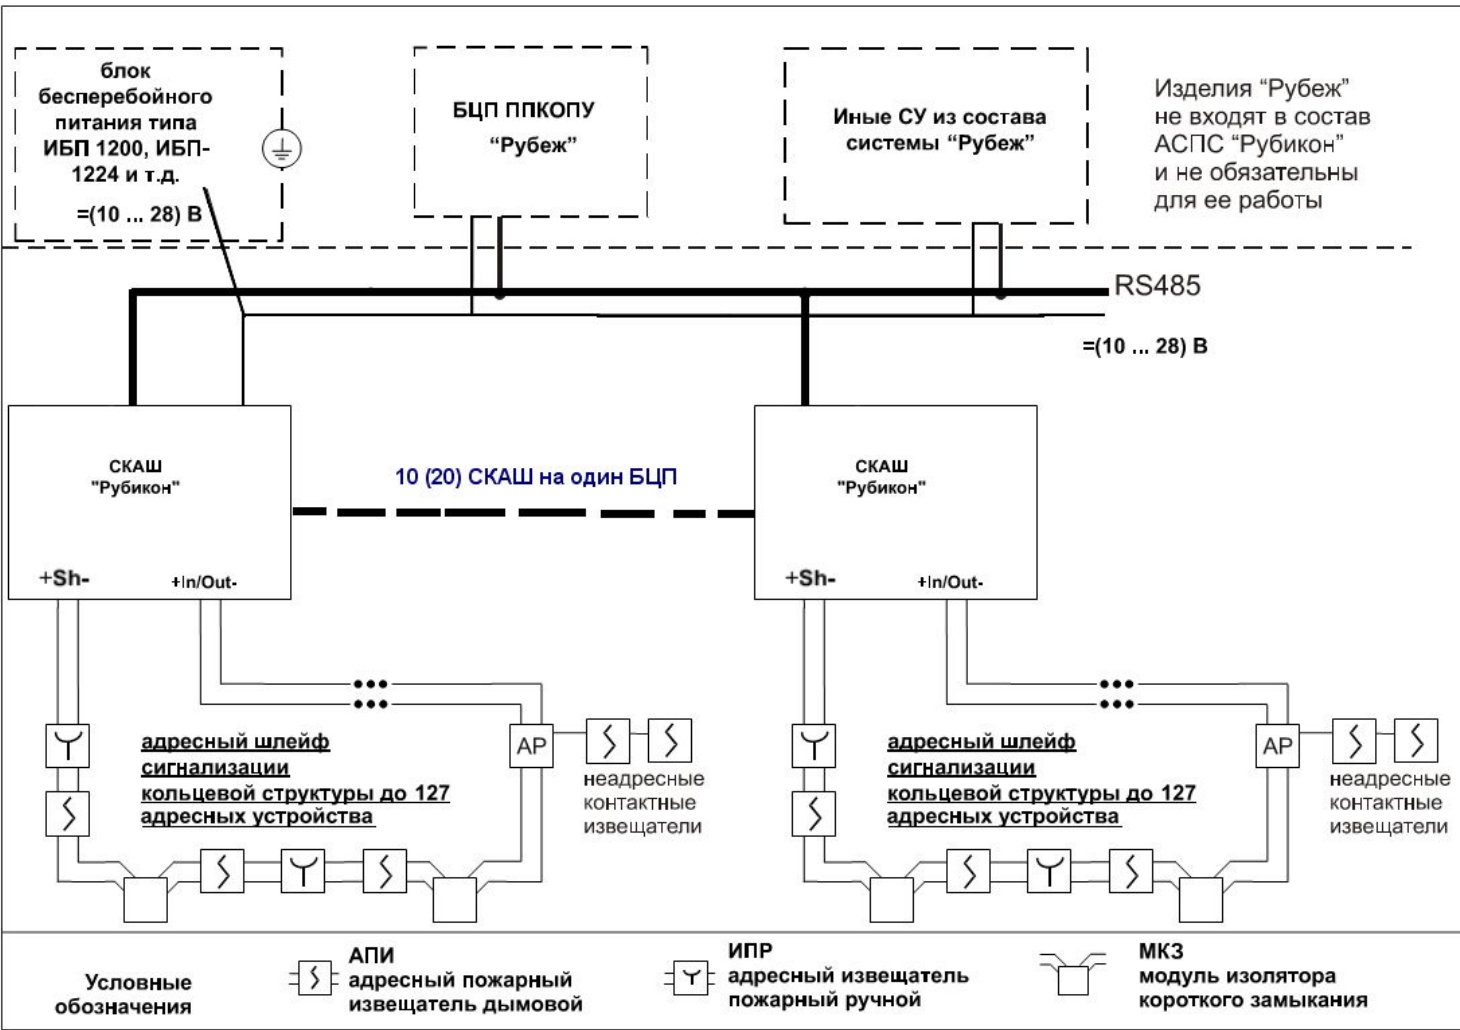 блок
бесперебойного
питания типа
ИБП 1200, ИБП-
1224 и т.д.
=(10 ... 28) В
БЦП ППКОПУ
“Рубеж”
Иные СУ из состава
системы “Рубеж”
Изделия “Рубеж”
не входят в состав
АСПС “Рубикон”
и не обязательны
для ее работы
RS485
=(10 ... 28) В
СКАШ
"Рубикон"
10 (20) СКАШ на один БЦП
СКАШ
"Рубикон"
+Sh-
+In/Out-
+Sh-
+In/Out-
адресный шлейф
сигнализации
кольцевой структуры до 127
адресных устройства
АР
неадресные
контактные
извещатели
адресный шлейф
сигнализации
кольцевой структуры до 127
адресных устройства
АР
неадресные
контактные
извещатели
Условные
обозначения
АПИ
адресный пожарный
извещатель дымовой
ИПР
адресный извещатель
пожарный ручной
МКЗ
модуль изолятора
короткого замыкания